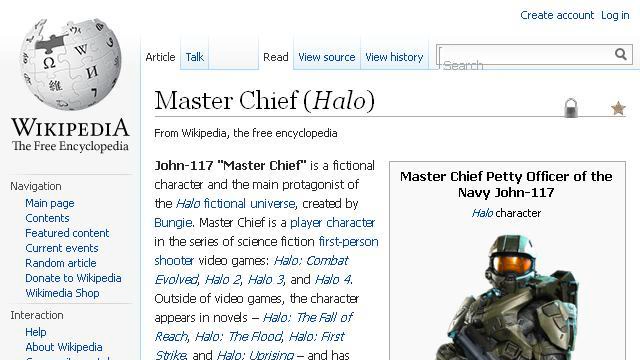 Create account Log in
Article Talk Read View source View history Search
WIKIPEDIA
The Free Encyclopedia
Master Chief (Halo)
From Wikipedia, the free encyclopedia
Navigation
Main page
Contents
Featured content
Current events
Random article
Donate to Wikipedia
Wikimedia Shop
Interaction
Help
About Wikipedia
John-117 "Master Chief" is a fictional
character and the main protagonist of
the Halo fictional universe, created by
Bungie. Master Chief is a player character
in the series of science fiction first-person
shooter video games: Halo: Combat
Evolved, Halo 2, Halo 3, and Halo 4.
Outside of video games, the character
appears in novels – Halo: The Fall of
Reach, Halo: The Flood, Halo: First
Strike, and Halo: Uprising – and has
Master Chief Petty Officer of the
Navy John-117
Halo character